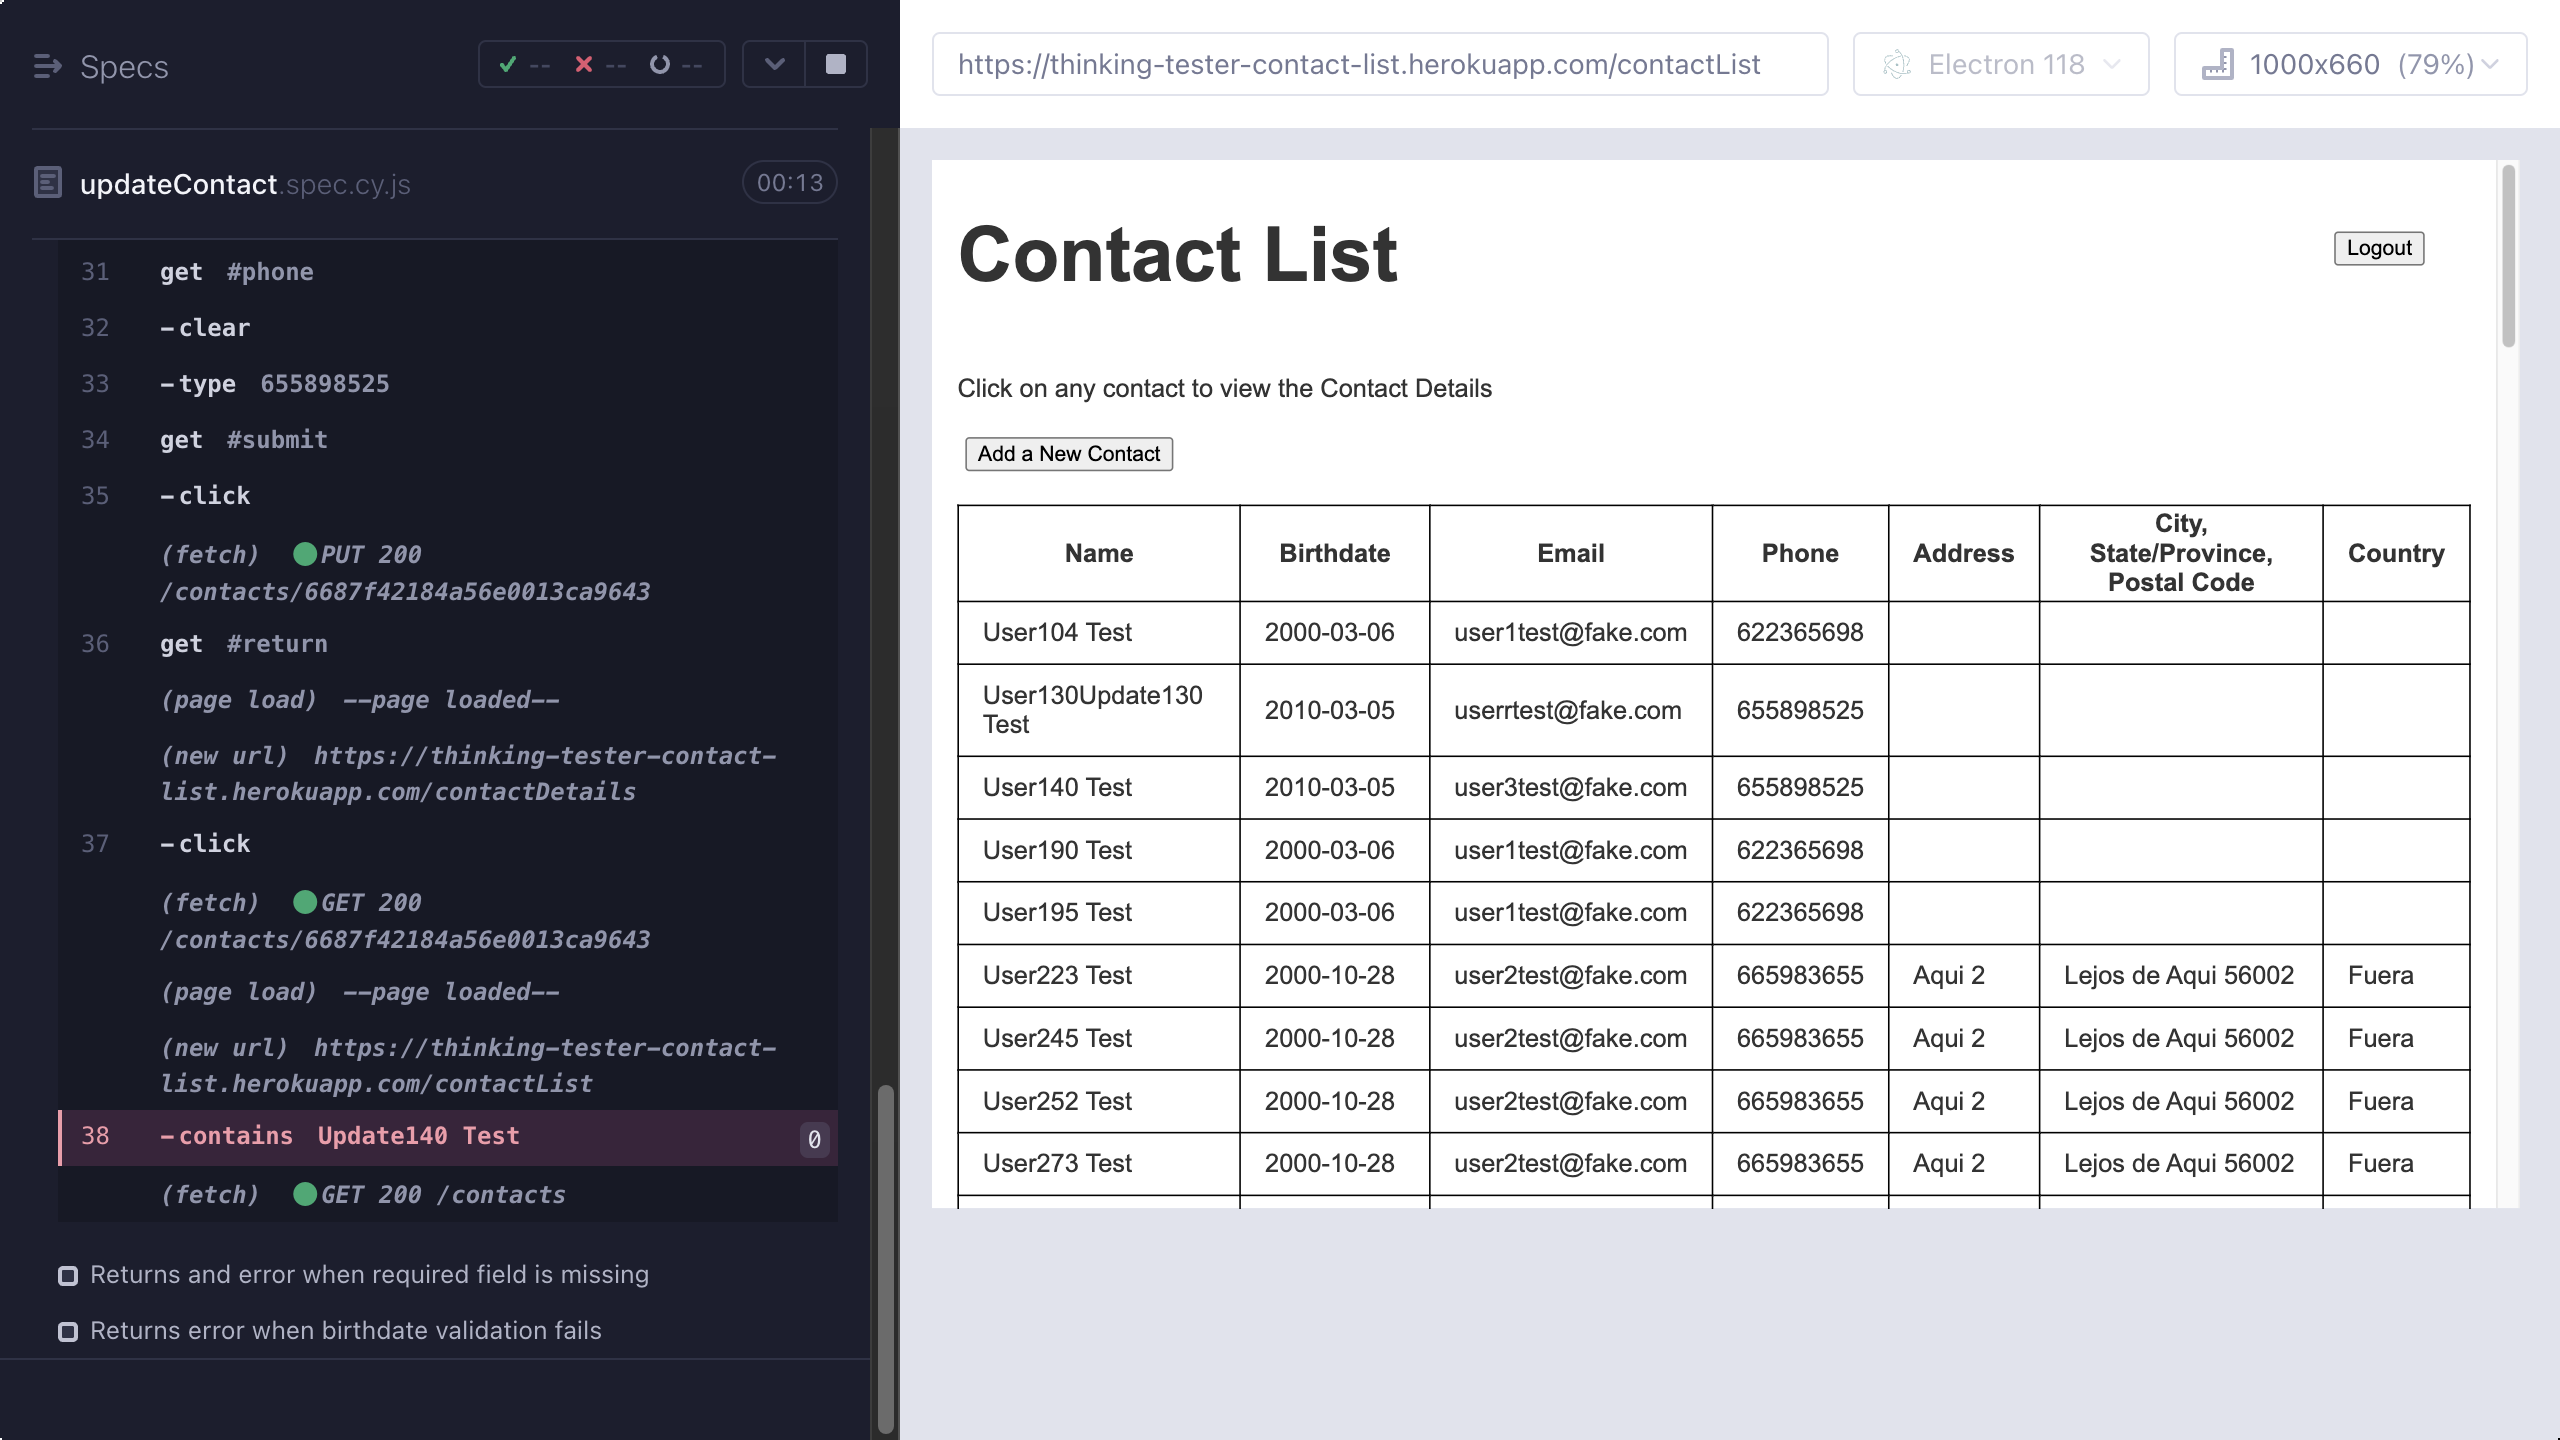 Specs
-- -- --
updateContact.spec.cy.js
00:13
31 get #phone
32 -clear
33 -type 655898525
34 get #submit
35 -click
(fetch) PUT 200
/contacts/6687f42184a56e0013ca9643
36 get #return
(page load) --page loaded--
(new url) https://thinking-tester-contact-
list.herokuapp.com/contactDetails
37 -click
(fetch) GET 200
/contacts/6687f42184a56e0013ca9643
(page load) --page loaded--
(new url) https://thinking-tester-contact-
list.herokuapp.com/contactList
38 -contains Update140 Test 0
(fetch) GET 200 /contacts
Returns and error when required field is missing
Returns error when birthdate validation fails
https://thinking-tester-contact-list.herokuapp.com/contactList
Electron 118
1000x660 (79%)
Contact List
Logout
Click on any contact to view the Contact Details
Add a New Contact
Name Birthdate Email Phone Address City, State/Province, Postal Code Country
User104 Test 2000-03-06 user1test@fake.com 622365698
User130Update130 Test 2010-03-05 userrtest@fake.com 655898525
User140 Test 2010-03-05 user3test@fake.com 655898525
User190 Test 2000-03-06 user1test@fake.com 622365698
User195 Test 2000-03-06 user1test@fake.com 622365698
User223 Test 2000-10-28 user2test@fake.com 665983655 Aqui 2 Lejos de Aqui 56002 Fuera
User245 Test 2000-10-28 user2test@fake.com 665983655 Aqui 2 Lejos de Aqui 56002 Fuera
User252 Test 2000-10-28 user2test@fake.com 665983655 Aqui 2 Lejos de Aqui 56002 Fuera
User273 Test 2000-10-28 user2test@fake.com 665983655 Aqui 2 Lejos de Aqui 56002 Fuera